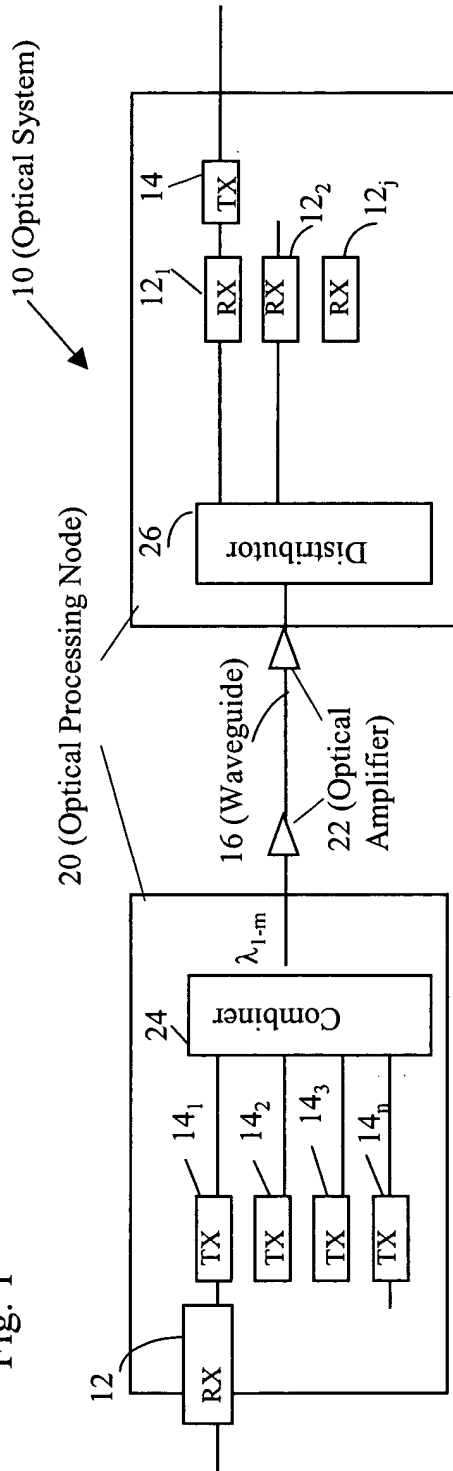 Fig. 1
10 (Optical System)
20 (Optical Processing Node)
12
RX
14₁
TX
14₂
TX
14₃
TX
14ₙ
TX
24
Combiner
λ₁₋ₘ
16 (Waveguide)
22 (Optical
Amplifier)
26
Distributor
12₁
RX
14
TX
12₂
RX
12ⱼ
RX